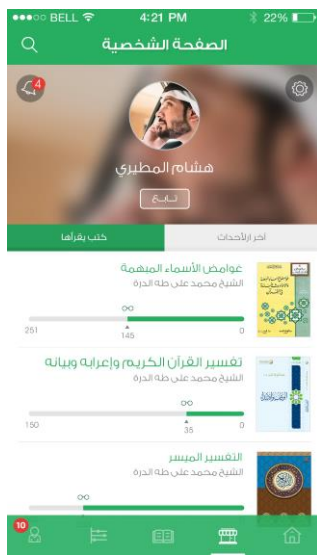 BELL 4:21 PM 22%
الصفحة الشخصية
4
هشام المطيري
تابع
آخر الأحداث
كتب يقرأها
غوامض الأسماء المبهمة
الشيخ محمد علي طه الدرة
0 145 251
تفسير القرآن الكريم وإعرابه وبيانه
الشيخ محمد علي طه الدرة
0 35 150
التفسير الميسر
الشيخ محمد علي طه الدرة
10